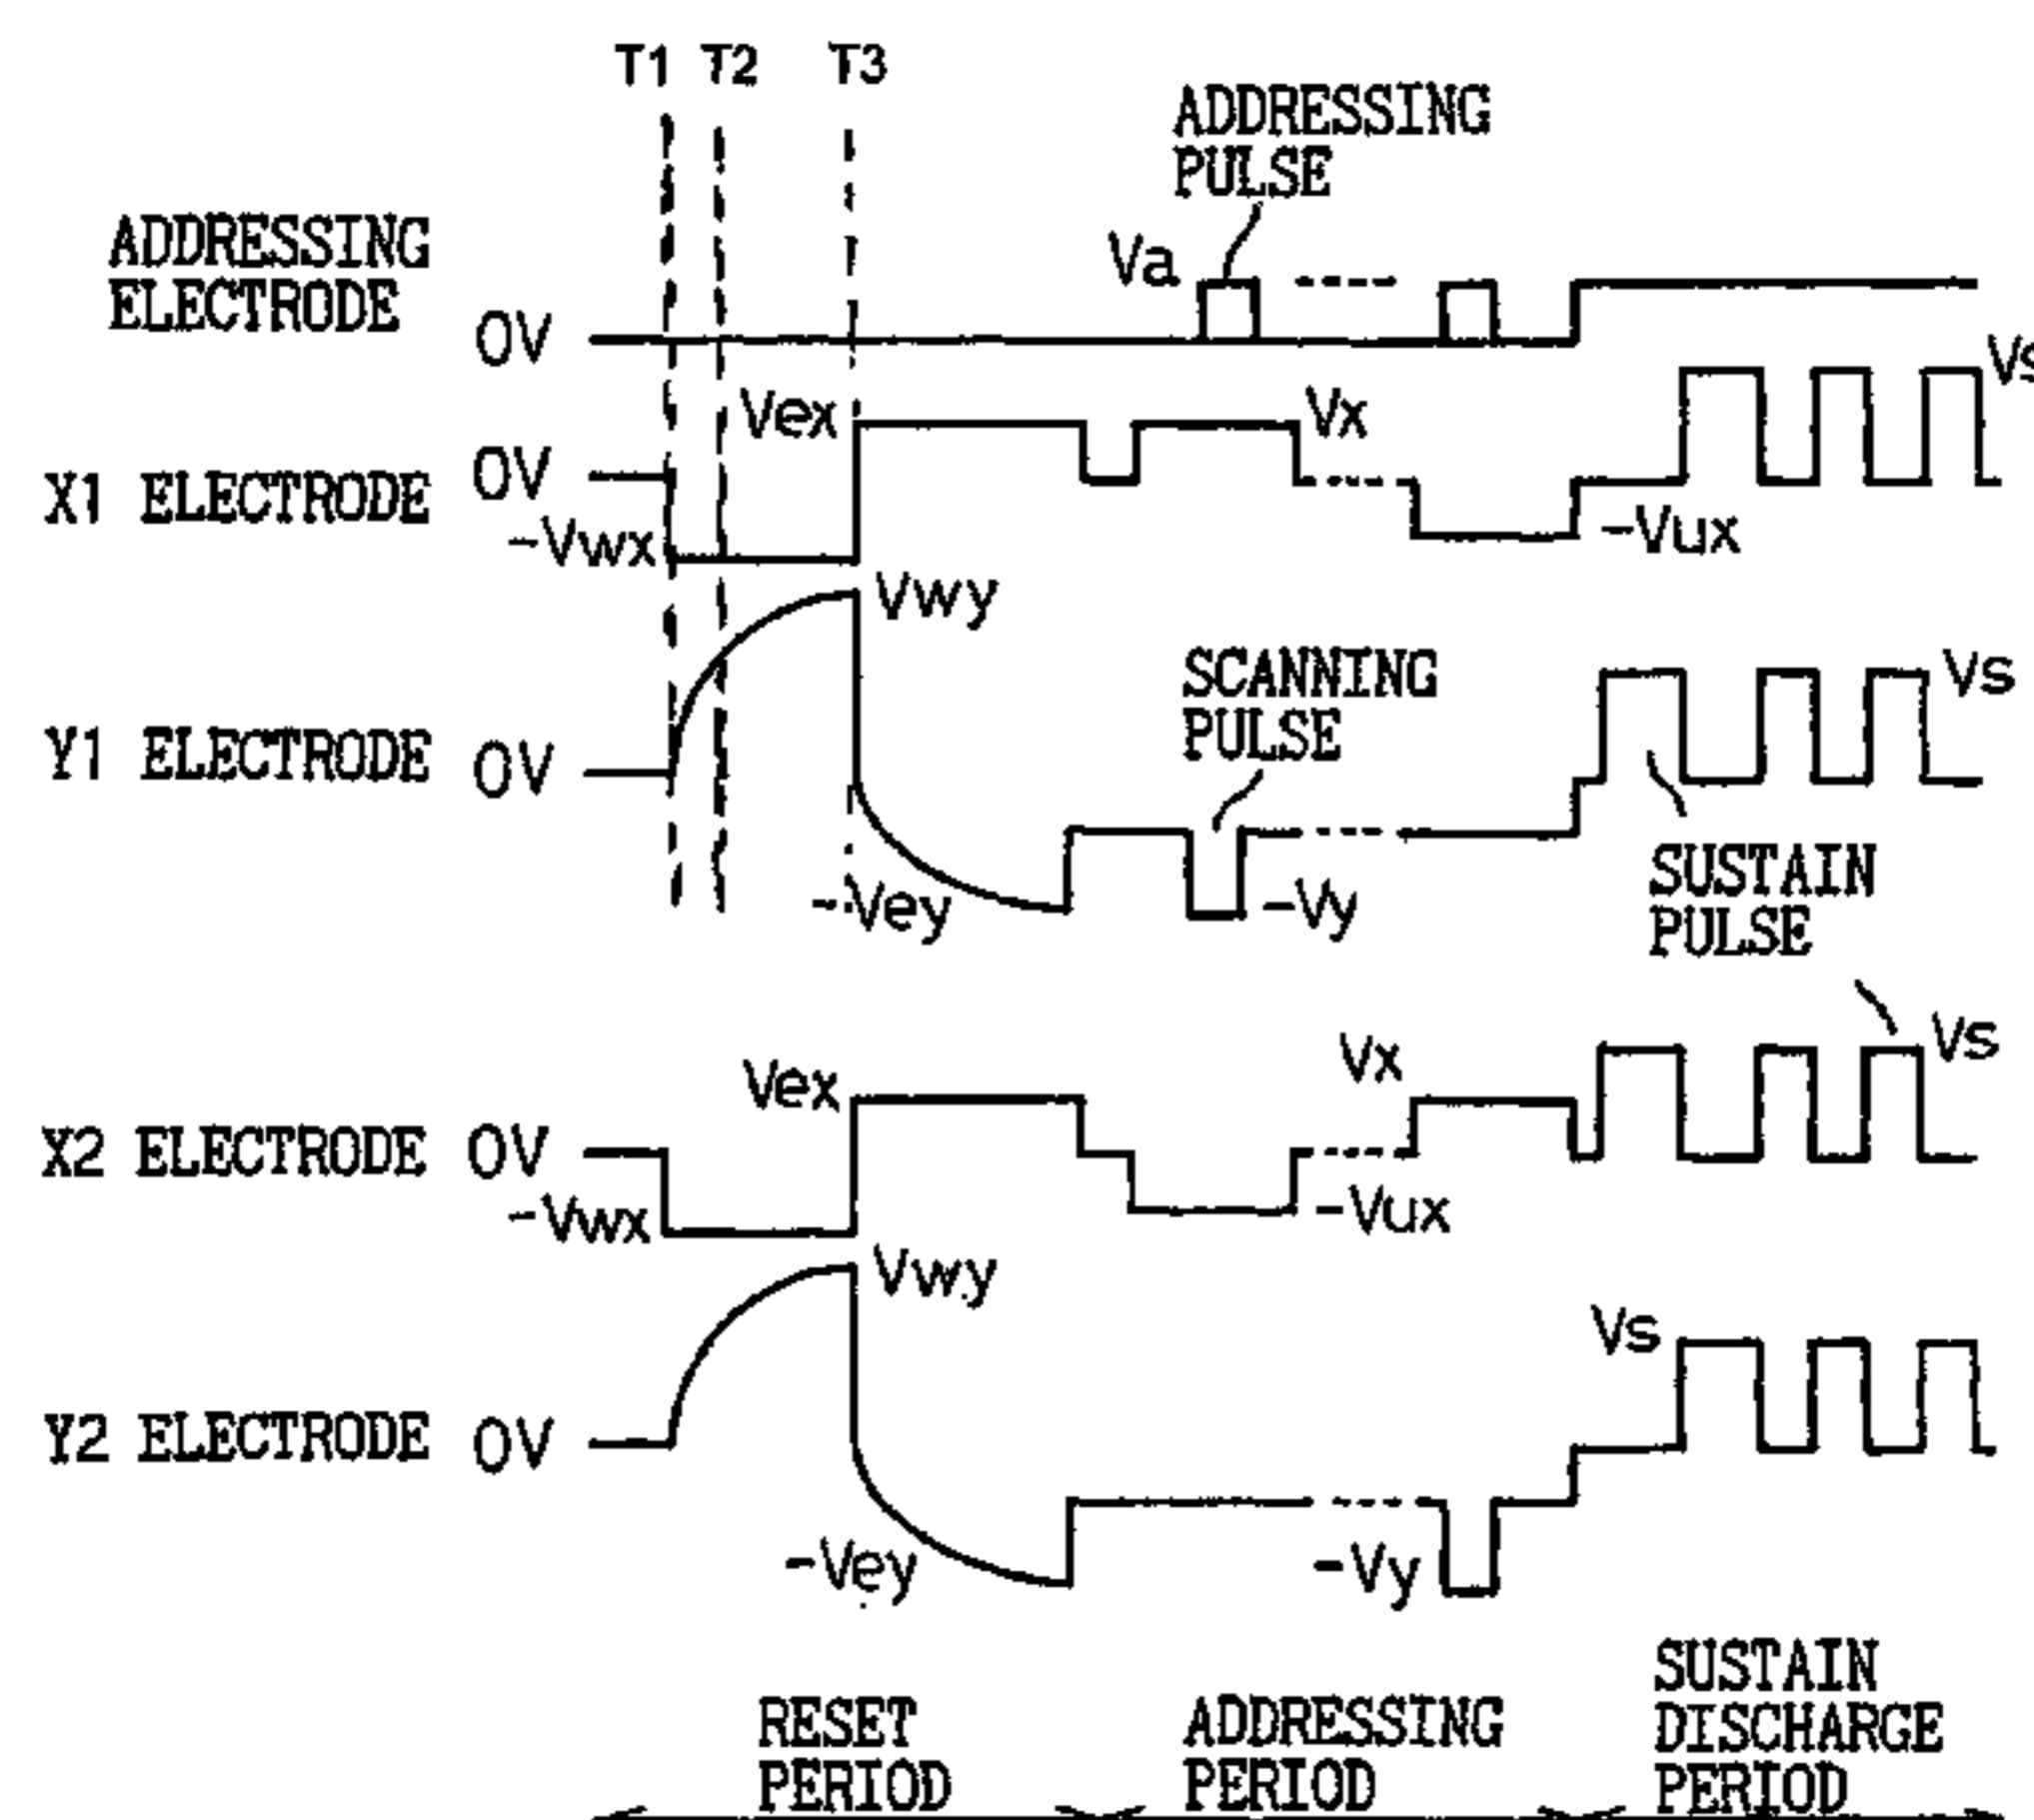 T1 T2 T3
ADDRESSING
PULSE
ADDRESSING
ELECTRODE
0V
Va
Vs
Vex
Vx
X1 ELECTRODE
0V
-Vwx
-Vux
Vwy
SCANNING
PULSE
Vs
Y1 ELECTRODE
0V
-Vey
-Vy
SUSTAIN
PULSE
Vex
Vx
Vs
X2 ELECTRODE
0V
-Vwx
-Vux
Vwy
Vs
Y2 ELECTRODE
0V
-Vey
-Vy
RESET
PERIOD
ADDRESSING
PERIOD
SUSTAIN
DISCHARGE
PERIOD